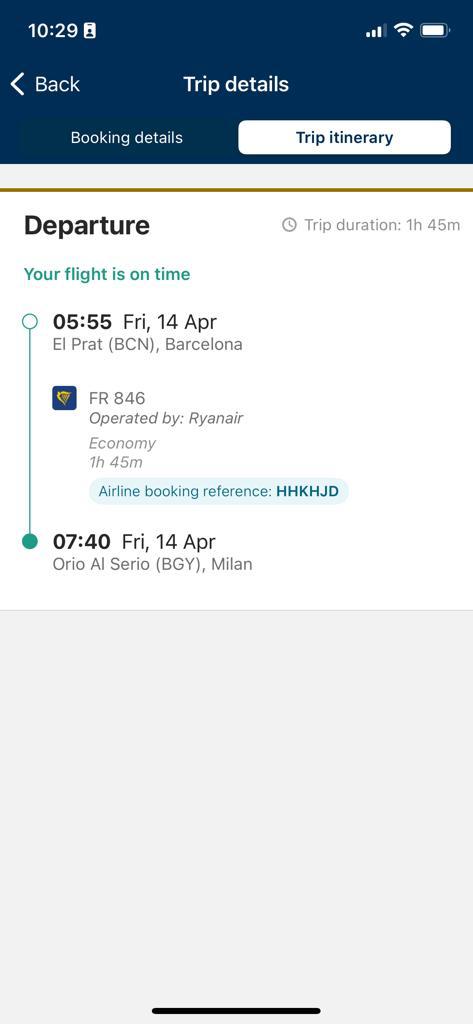 10:29
Back
Trip details
Booking details
Trip itinerary
Departure
Trip duration: 1h 45m
Your flight is on time
05:55 Fri, 14 Apr
El Prat (BCN), Barcelona
FR 846
Operated by: Ryanair
Economy
1h 45m
Airline booking reference: HHKHJD
07:40 Fri, 14 Apr
Orio Al Serio (BGY), Milan